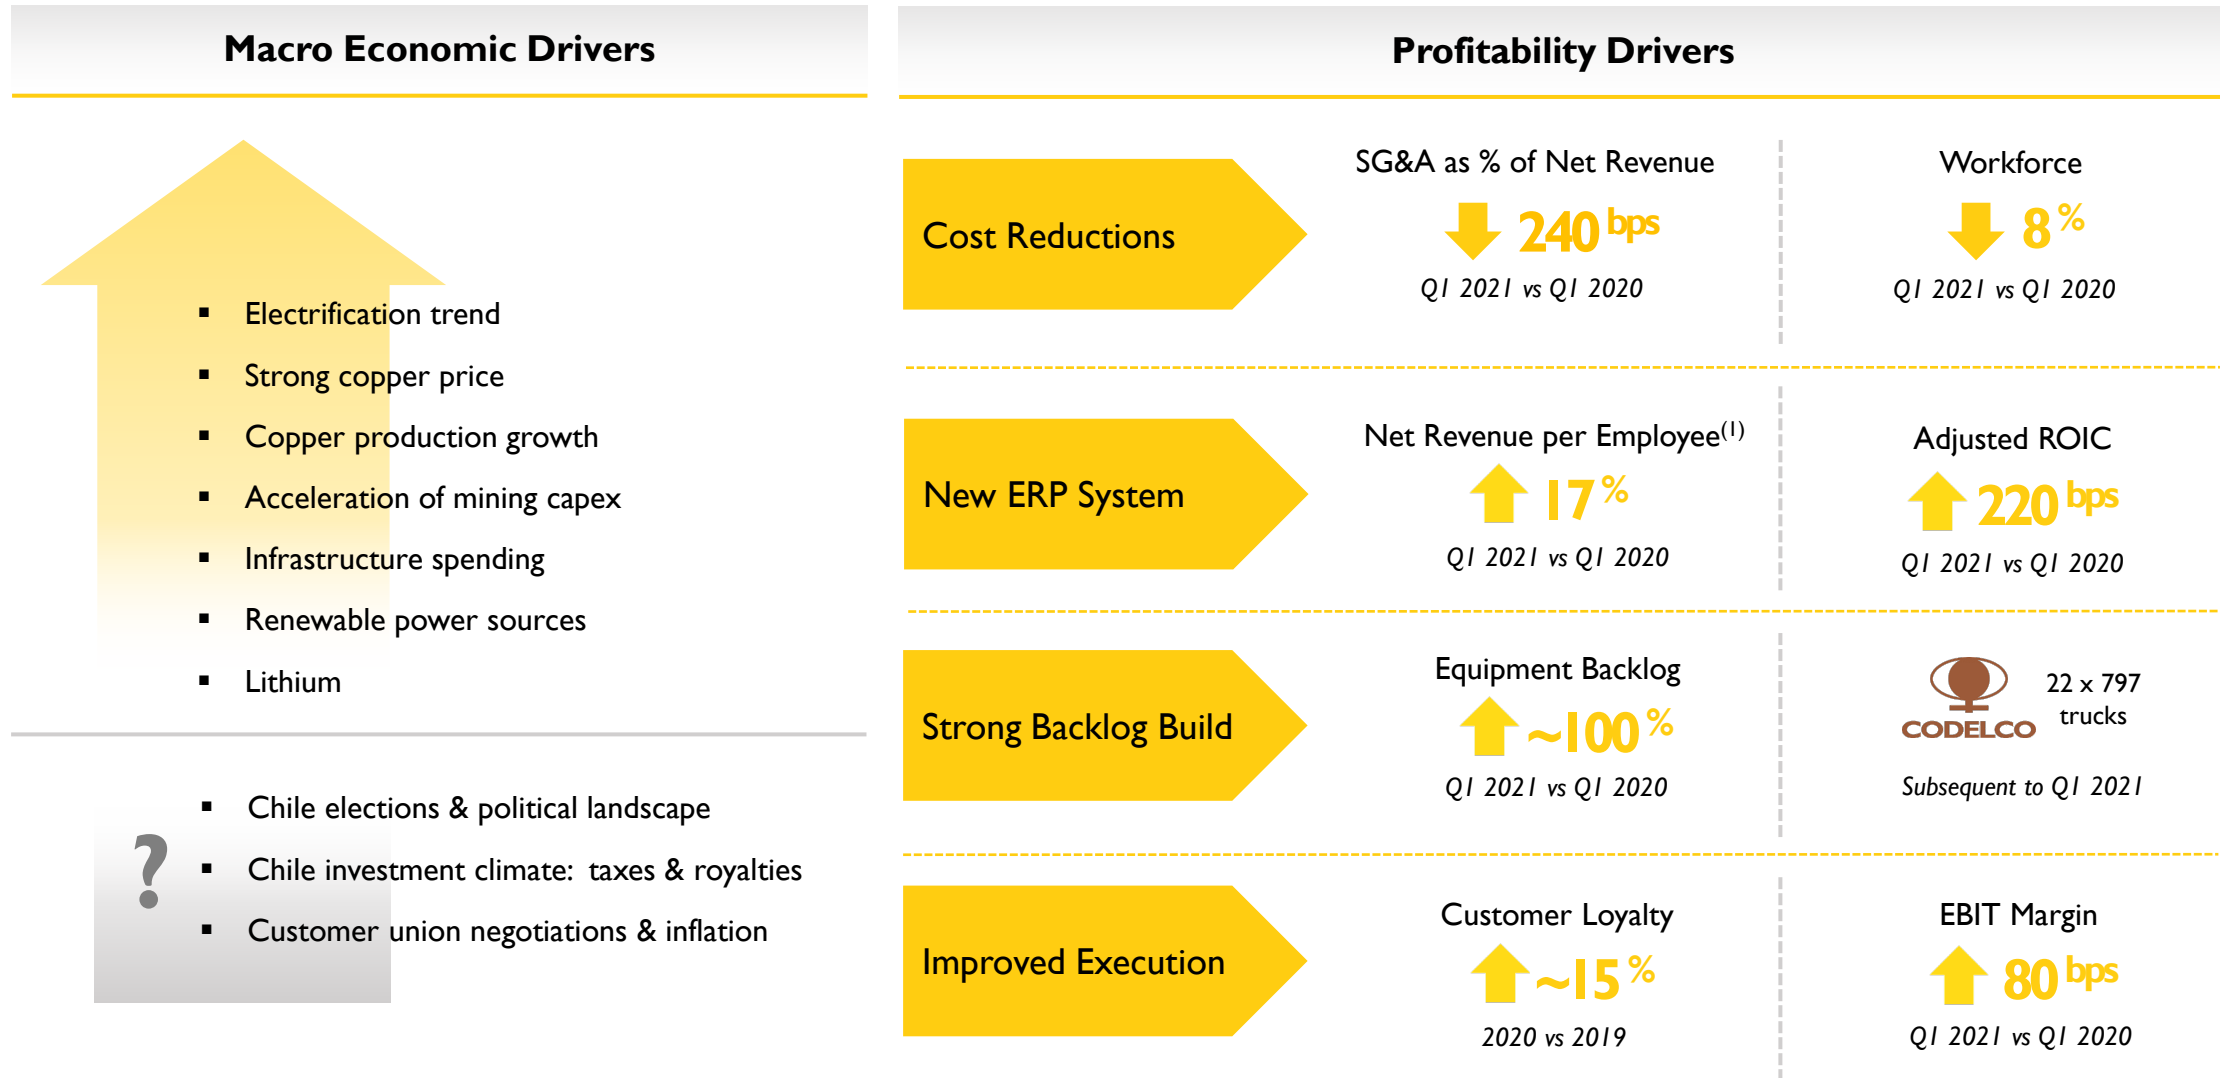 Macro Economic Drivers
▪ Electrification trend
▪ Strong copper price
▪ Copper production growth
▪ Acceleration of mining capex
▪ Infrastructure spending
▪ Renewable power sources
▪ Lithium
?
▪ Chile elections & political landscape
▪ Chile investment climate: taxes & royalties
▪ Customer union negotiations & inflation
Profitability Drivers
Cost Reductions
SG&A as % of Net Revenue
240 bps
Q1 2021 vs Q1 2020
Workforce
8 %
Q1 2021 vs Q1 2020
New ERP System
Net Revenue per Employee(1)
17 %
Q1 2021 vs Q1 2020
Adjusted ROIC
220 bps
Q1 2021 vs Q1 2020
Strong Backlog Build
Equipment Backlog
~100 %
Q1 2021 vs Q1 2020
CODELCO
22 x 797
trucks
Subsequent to Q1 2021
Improved Execution
Customer Loyalty
~15 %
2020 vs 2019
EBIT Margin
80 bps
Q1 2021 vs Q1 2020